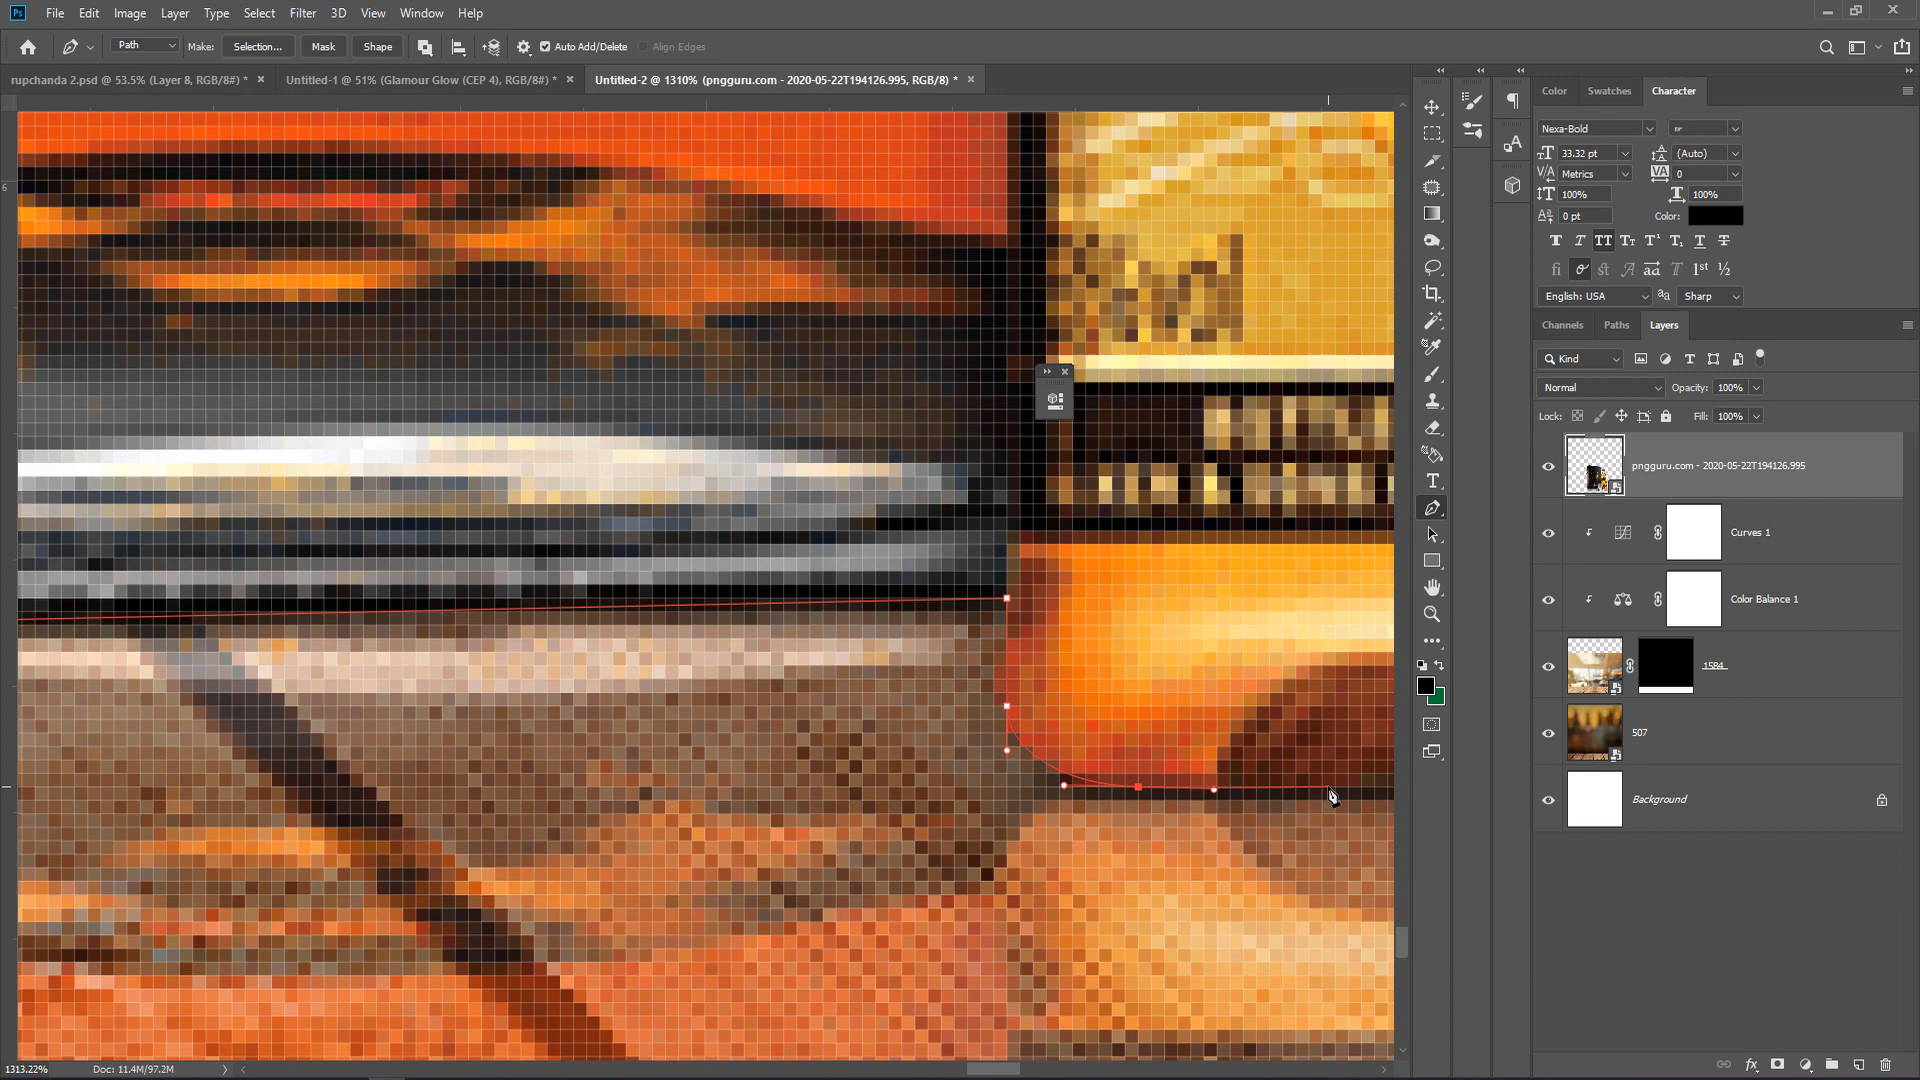 Ps File Edit Image Layer Type Select Filter 3D View Window Help
Path Make: Selection... Mask Shape Auto Add/Delete Align Edges
rupchanda 2.psd @ 53.5% (Layer 8, RGB/8#) * Untitled-1 @ 51% (Glamour Glow (CEP 4), RGB/8#) * Untitled-2 @ 1310% (pngguru.com - 2020-05-22T194126.995, RGB/8) *
Color Swatches Character
Nexa-Bold
33.32 pt (Auto)
Metrics 0
100% 100%
0 pt Color:
English: USA aa Sharp
Channels Paths Layers
Kind
Normal Opacity: 100%
Lock: Fill: 100%
pngguru.com - 2020-05-22T194126.995
Curves 1
Color Balance 1
1584
507
Background
6
1313.22% Doc: 11.4M/97.2M